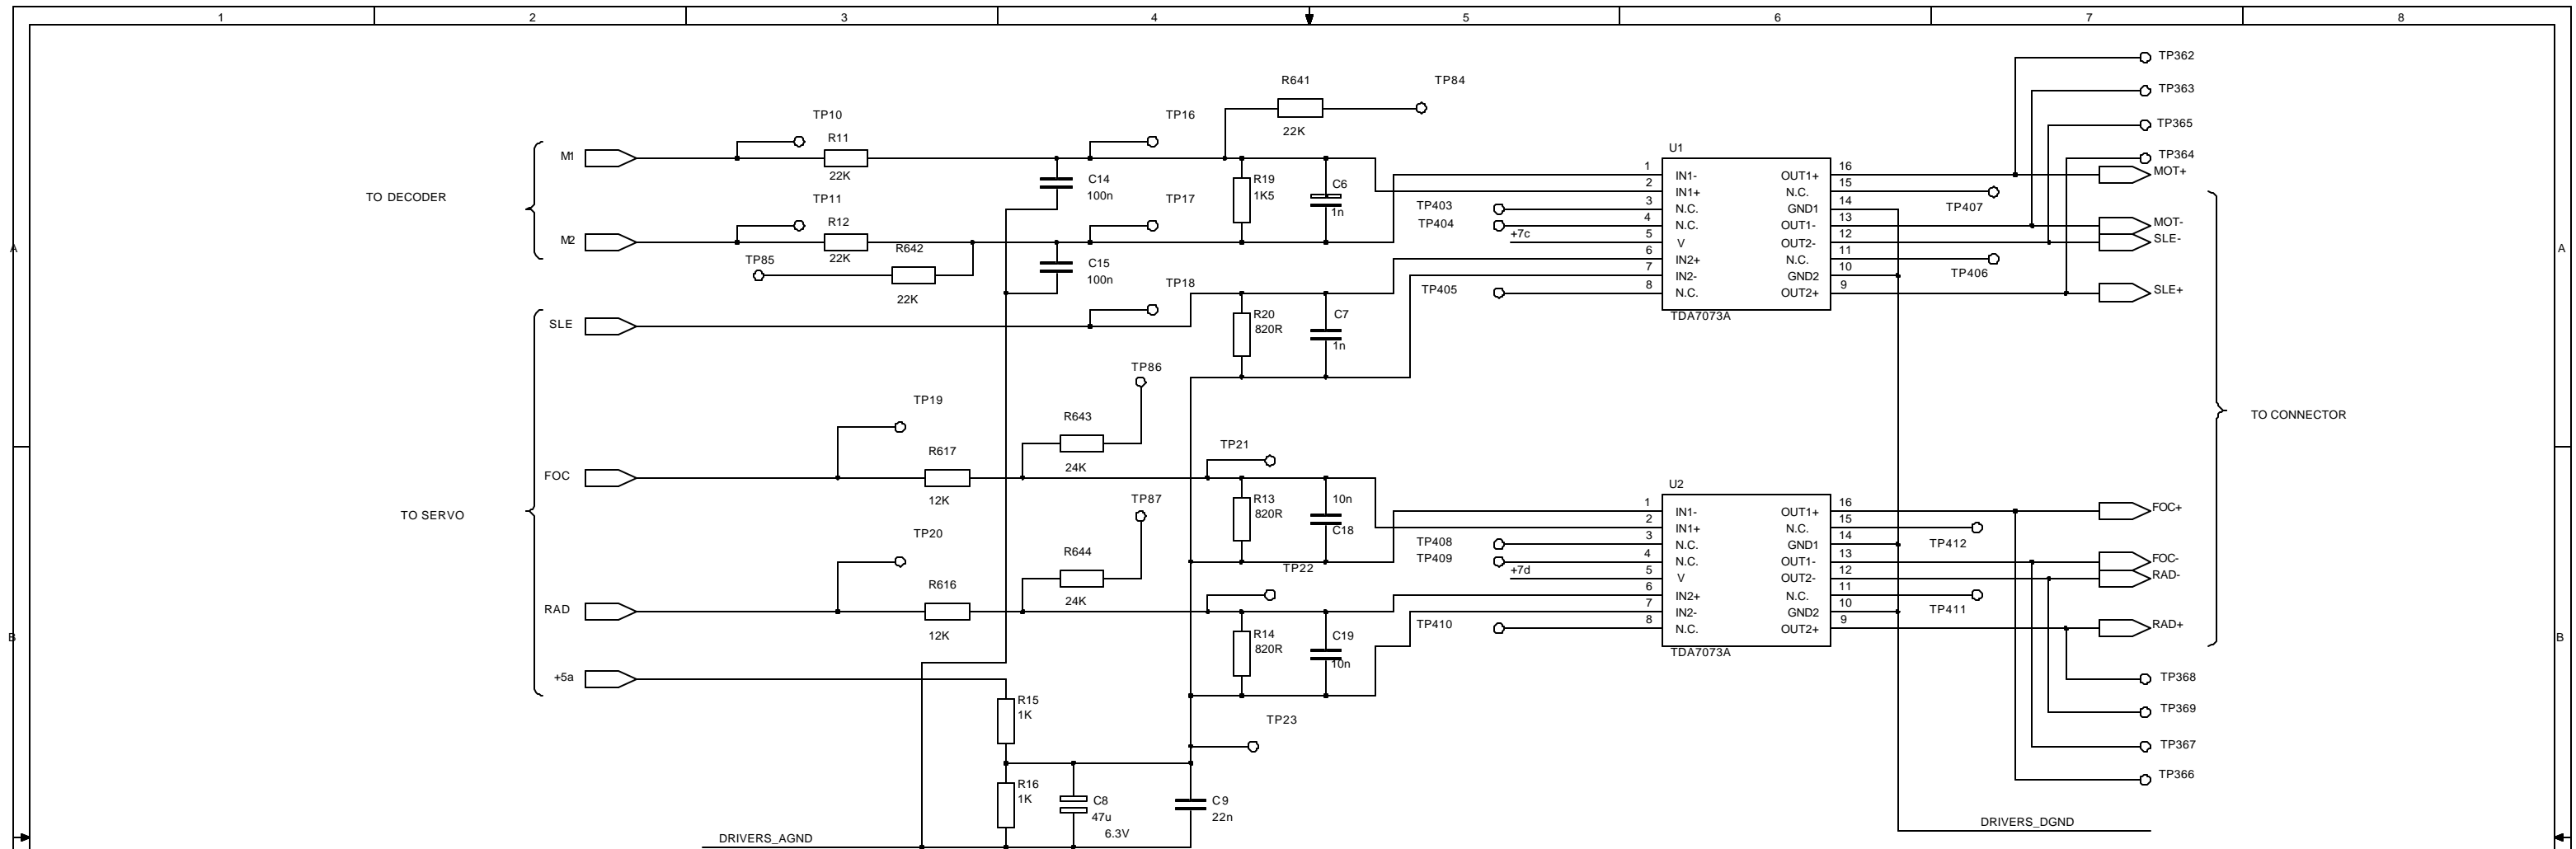 1 2 3 4 5 6 7 8
TP362
R641 TP84
TP363
TP10 TP16
TP365
R11 22K
U1
M1
TP364
22K
1 IN1- OUT1+ 16 MOT+
C14 R19 C6
2 IN1+ N.C. 15
TO DECODER
100n 1K5
TP11 TP17 TP403 3 N.C. GND1 14 TP407
1n
R12 TP404 4 N.C. OUT1- 13 MOT-
M2 +7c 5 V OUT2- 12 SLE-
A R642 A
22K 6 IN2+ N.C. 11
TP85 C15
7 IN2- GND2 10 TP406
100n
TP18 TP405 8 N.C. OUT2+ 9 SLE+
22K
R20 C7
TDA7073A
SLE 820R
1n
TP86
TP19
R643
TO CONNECTOR
TP21
24K
FOC R617
U2
12K TP87
R13 10n 1 IN1- OUT1+ 16 FOC+
820R
TO SERVO
2 IN1+ N.C. 15
TP20 C18
TP408 3 N.C. GND1 14 TP412
R644
TP409 4 N.C. OUT1- 13 FOC-
TP22 +7d 5 V OUT2- 12 RAD-
R616
6 IN2+ N.C. 11
24K
RAD 7 IN2- GND2 10 TP411
12K
TP410 8 N.C. OUT2+ 9 RAD+
B R14 C19 B
820R
TDA7073A
10n
+5a TP368
R15
1K
TP369
TP23
TP367
TP366
R16
1K
C8 C9
47u 22n
DRIVERS_DGND
6.3V
DRIVERS_AGND